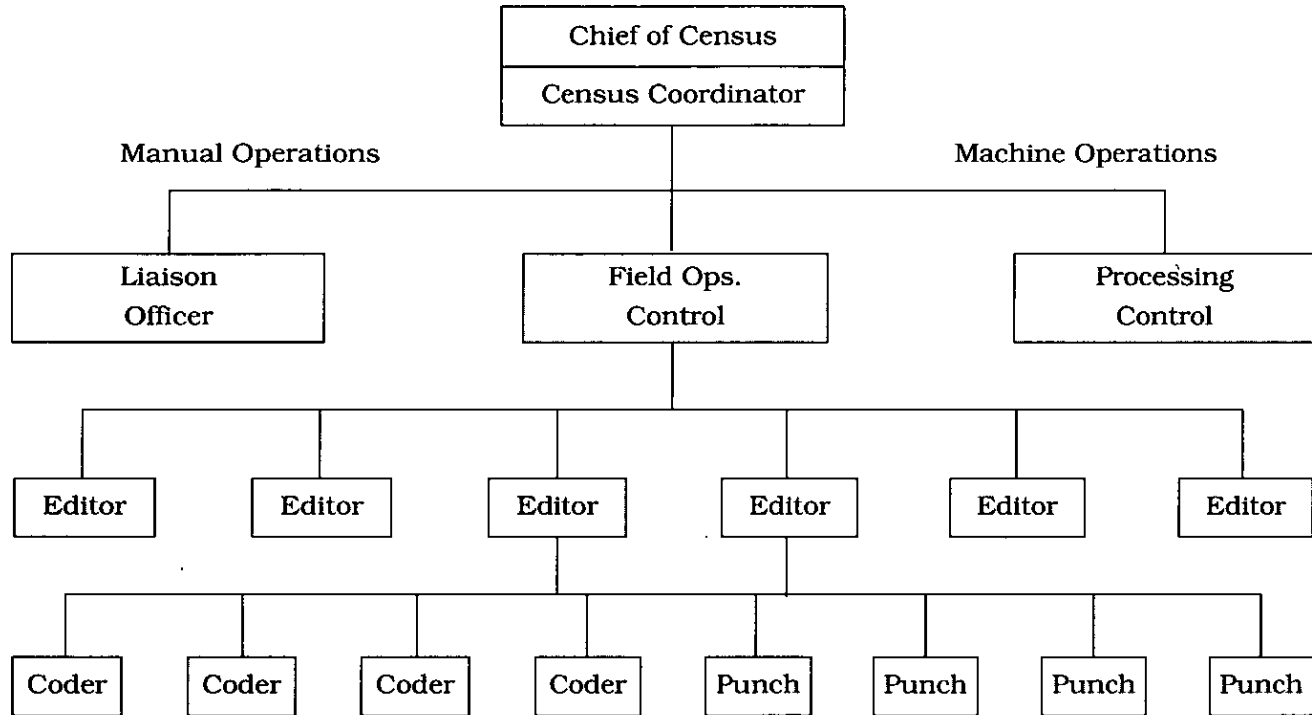 Chief of Census
Census Coordinator
Manual Operations
Machine Operations
Liaison
Officer
Field Ops.
Control
Processing
Control
Editor
Editor
Editor
Editor
Editor
Editor
Coder
Coder
Coder
Coder
Punch
Punch
Punch
Punch